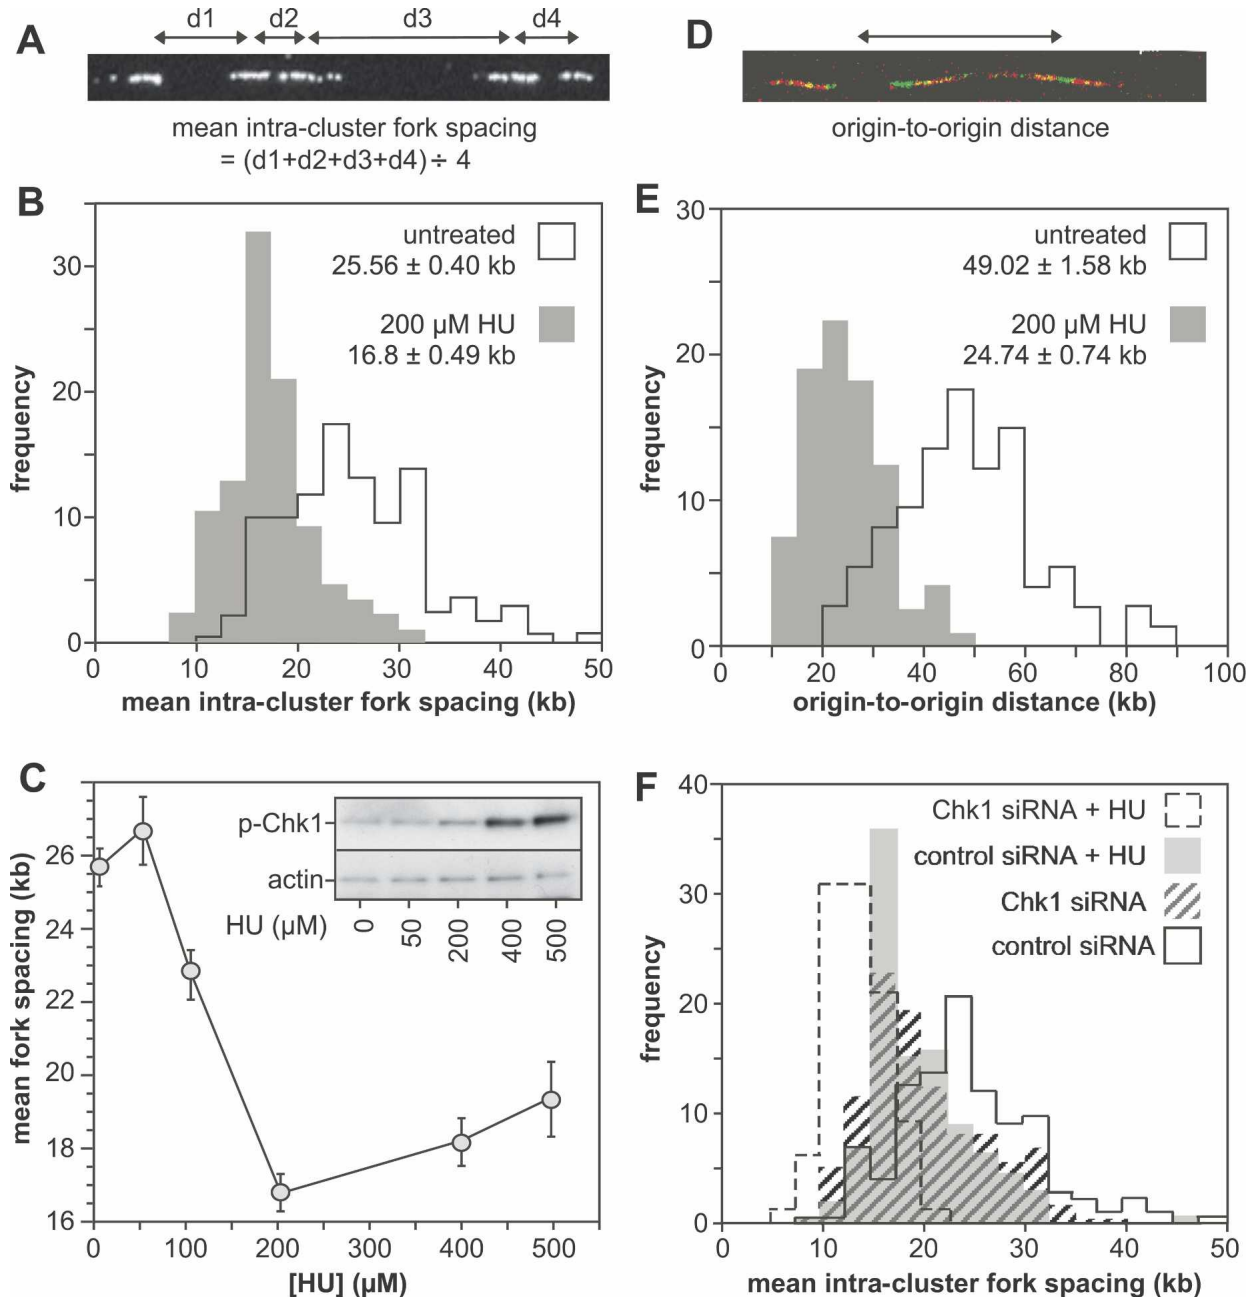 A
d1 d2 d3 d4
mean intra-cluster fork spacing
= (d1+d2+d3+d4) ÷ 4
D
origin-to-origin distance
B
untreated
25.56 ± 0.40 kb
200 µM HU
16.8 ± 0.49 kb
frequency
30
20
10
0
0 10 20 30 40 50
mean intra-cluster fork spacing (kb)
E
untreated
49.02 ± 1.58 kb
200 µM HU
24.74 ± 0.74 kb
frequency
30
20
10
0
0 20 40 60 80 100
origin-to-origin distance (kb)
C
p-Chk1
actin
HU (µM)
0 50 200 400 500
mean fork spacing (kb)
26
24
22
20
18
16
0 100 200 300 400 500
[HU] (µM)
F
Chk1 siRNA + HU
control siRNA + HU
Chk1 siRNA
control siRNA
frequency
40
30
20
10
0
10 20 30 40 50
mean intra-cluster fork spacing (kb)